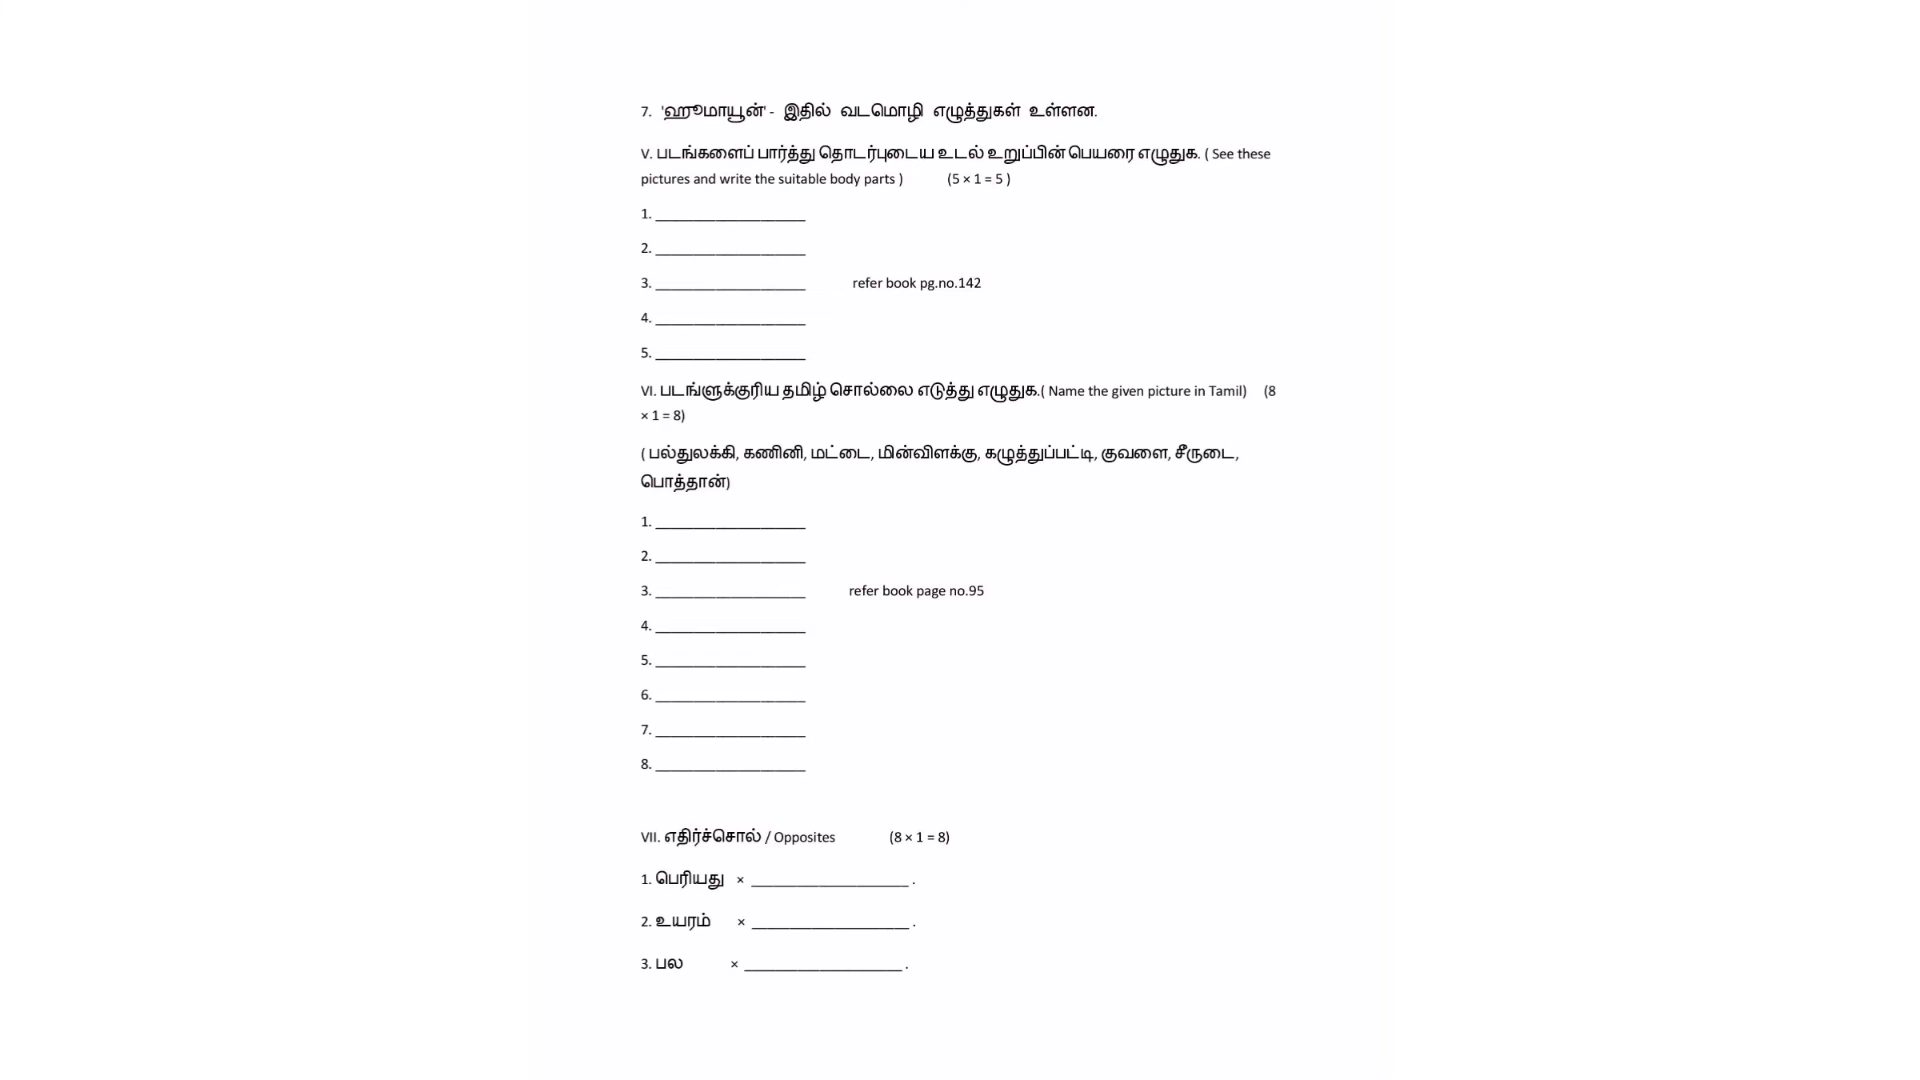 7. 'ஹூமாயூன்' - இதில் வடமொழி எழுத்துகள் உள்ளன.
V. படங்களைப் பார்த்து தொடர்புடைய உடல் உறுப்பின் பெயரை எழுதுக. ( See these
pictures and write the suitable body parts ) (5 × 1 = 5 )
1. ____________________
2. ____________________
3. ____________________ refer book pg.no.142
4. ____________________
5. ____________________
VI. படங்ளுக்குரிய தமிழ் சொல்லை எடுத்து எழுதுக.( Name the given picture in Tamil) (8
× 1 = 8)
( பல்துலக்கி, கணினி, மட்டை, மின்விளக்கு, கழுத்துப்பட்டி, குவளை, சீருடை,
பொத்தான்)
1. ____________________
2. ____________________
3. ____________________ refer book page no.95
4. ____________________
5. ____________________
6. ____________________
7. ____________________
8. ____________________
VII. எதிர்ச்சொல் / Opposites (8 × 1 = 8)
1. பெரியது × _____________________ .
2. உயரம் × _____________________ .
3. பல × _____________________ .